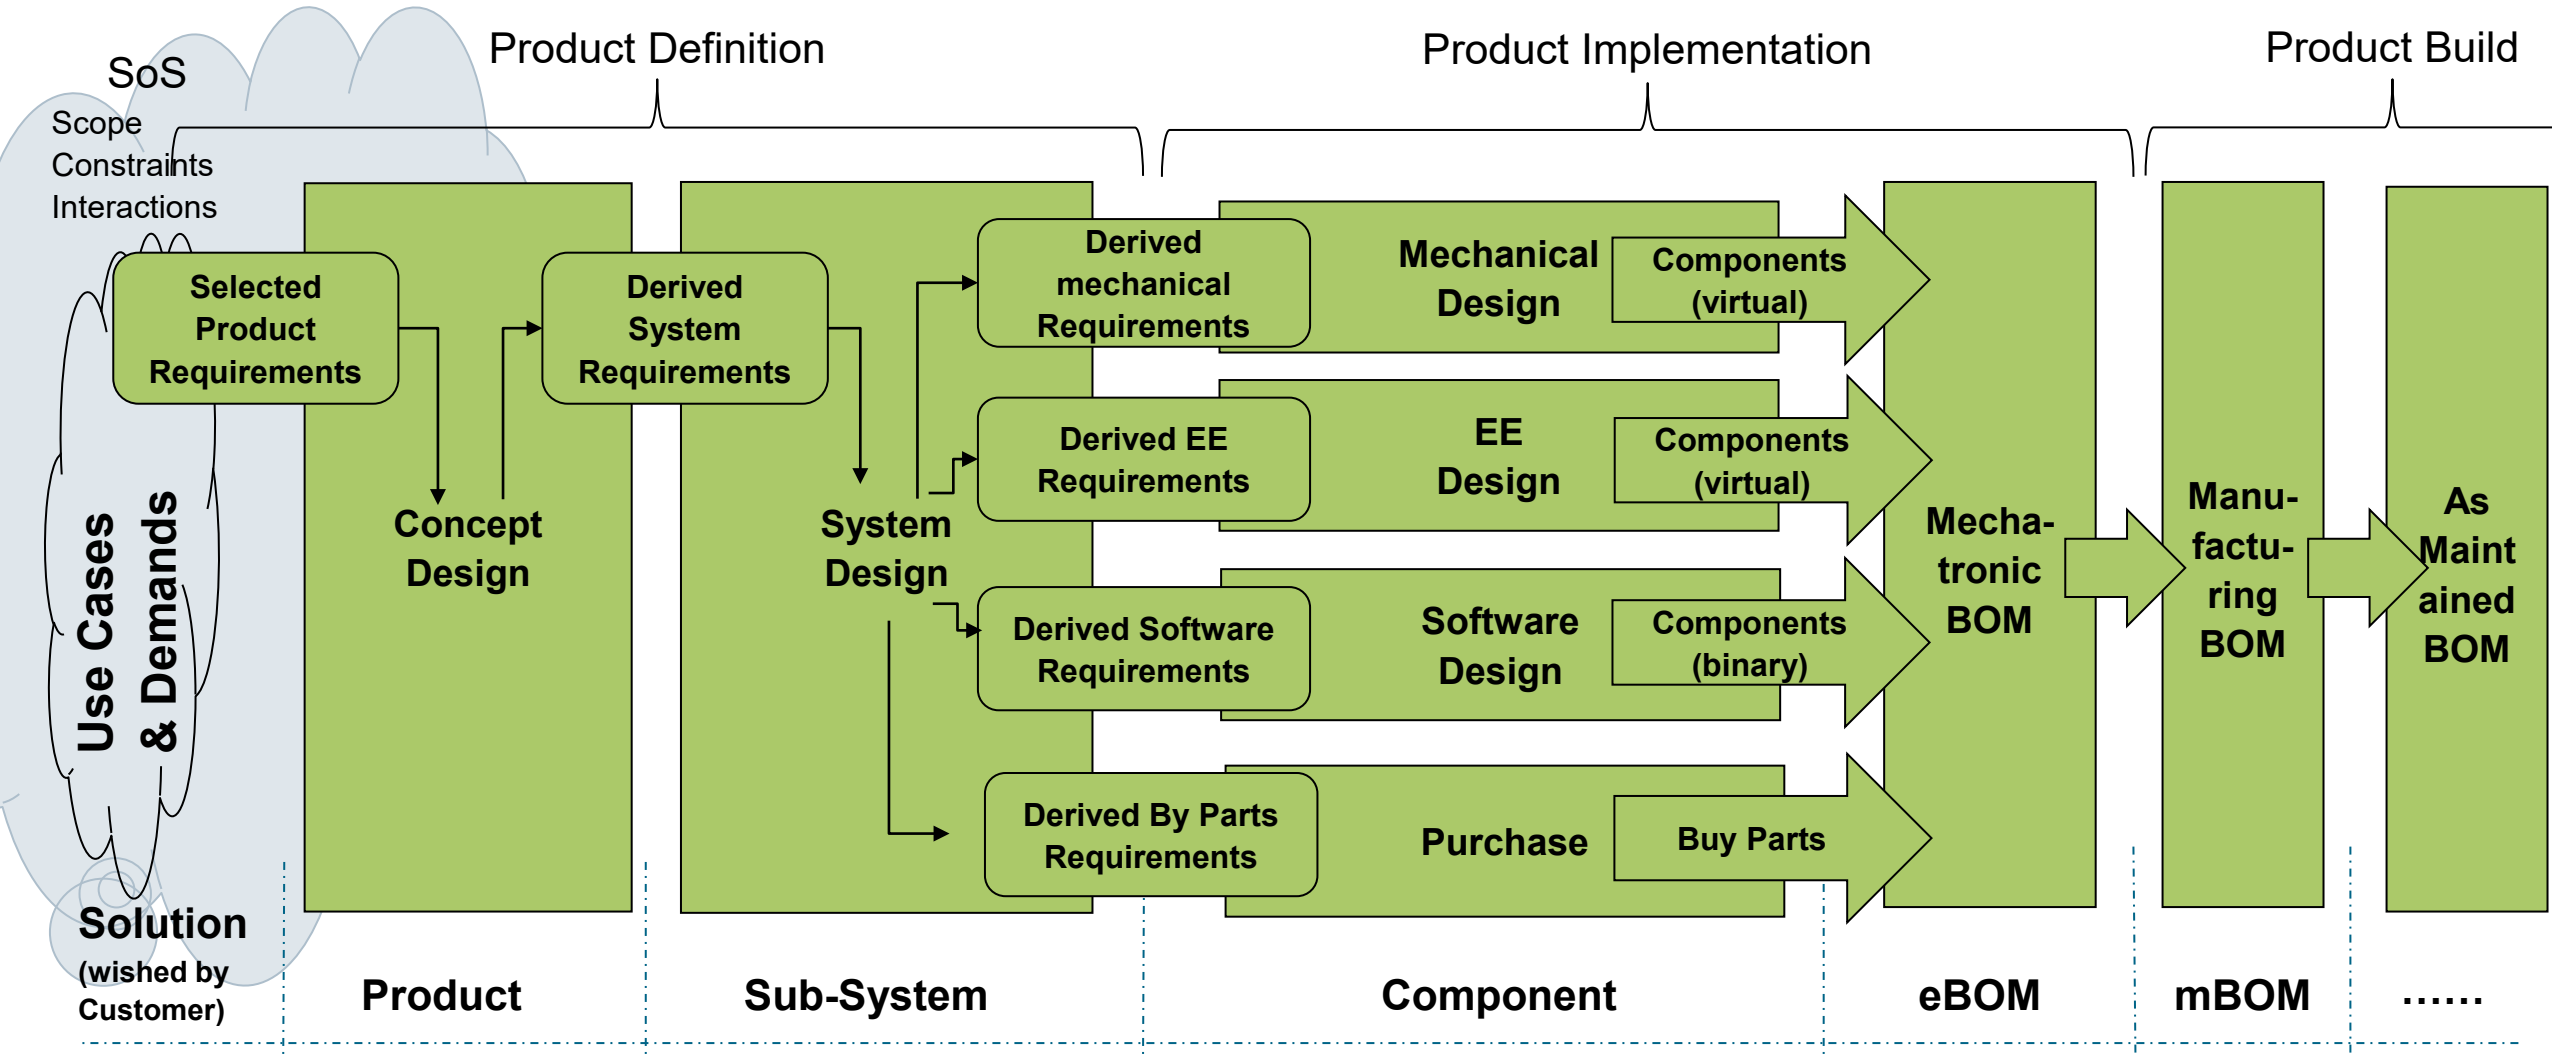 Product Definition
Product Implementation
Product Build
SoS
Scope
Constraints
Interactions
Use Cases
& Demands
Selected
Product
Requirements
Concept
Design
Derived
System
Requirements
System
Design
Derived
mechanical
Requirements
Mechanical
Design
Components
(virtual)
Derived EE
Requirements
EE
Design
Components
(virtual)
Derived Software
Requirements
Software
Design
Components
(binary)
Derived By Parts
Requirements
Purchase
Buy Parts
Mecha-
tronic
BOM
Manu-
factu-
ring
BOM
As
Maint
ained
BOM
Solution
(wished by
Customer)
Product
Sub-System
Component
eBOM
mBOM
......